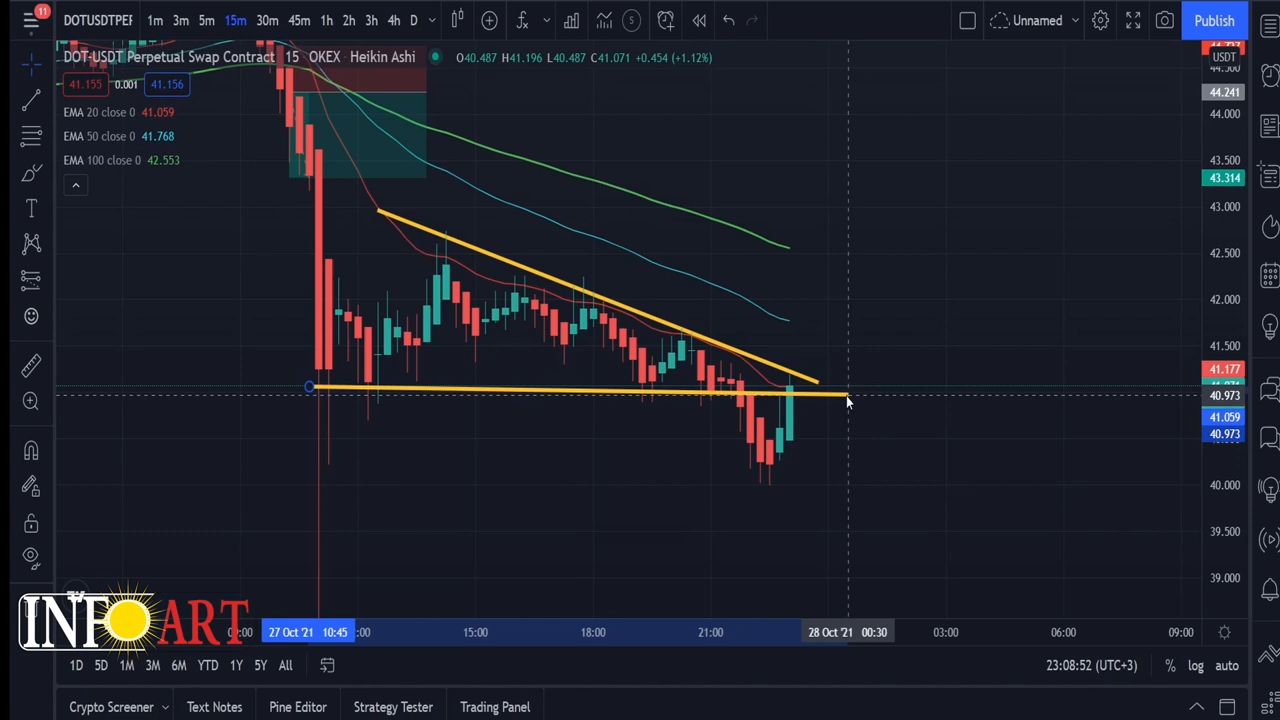 11
DOTUSDTPER 1m 3m 5m 15m 30m 45m 1h 2h 3h 4h D
S
Unnamed
Publish
DOT-USDT Perpetual Swap Contract 15 OKEX Heikin Ashi
O40.487 H41.196 L40.487 C41.071 +0.454 (+1.12%)
41.155 0.001 41.156
EMA 20 close 0 41.059
EMA 50 close 0 41.768
EMA 100 close 0 42.553
USDT
44.241
44.000
43.500
43.314
43.000
42.500
42.000
41.500
41.177
40.973
41.059
40.973
40.000
39.500
39.000
INFOART
27 Oct '21 10:45 15:00 18:00 21:00 28 Oct '21 00:30 03:00 06:00 09:00
1D 5D 1M 3M 6M YTD 1Y 5Y All
23:08:52 (UTC+3) % log auto
Crypto Screener Text Notes Pine Editor Strategy Tester Trading Panel